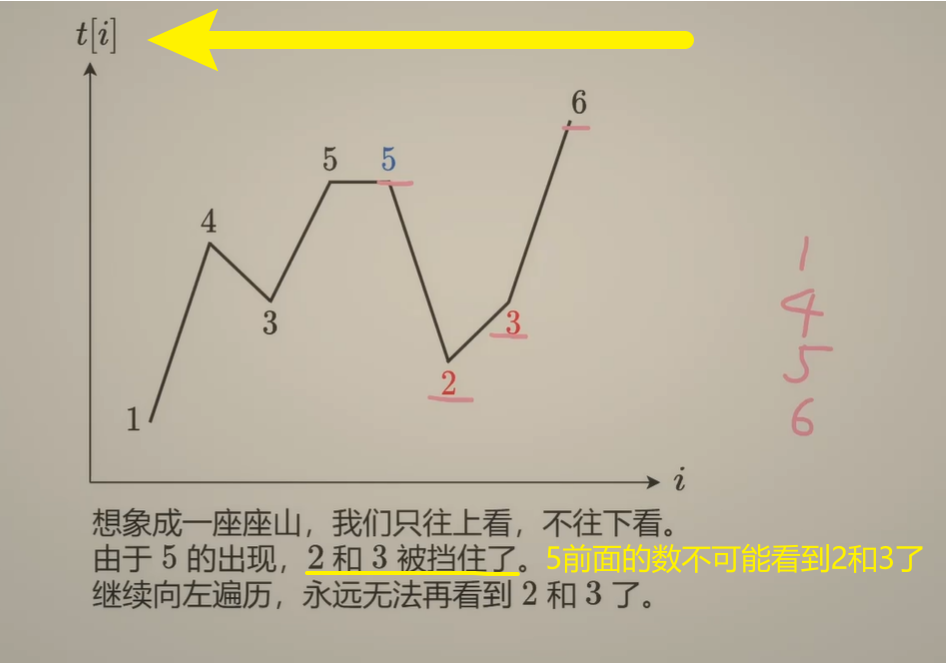 t[i]
6
5 5
4
3
3
2
1
1
4
5
6
i
想象成一座座山，我们只往上看，不往下看。
由于 5 的出现，2 和 3 被挡住了。5前面的数不可能看到2和3了
继续向左遍历，永远无法再看到 2 和 3 了。